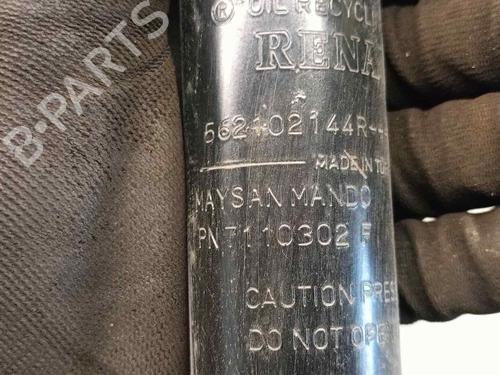 B-PARTS
® OIL RECYCL
RENA
562102144R--
MADE IN
MAYSAN MANDO
PN 7110302 F
CAUTION PRES
DO NOT OPE